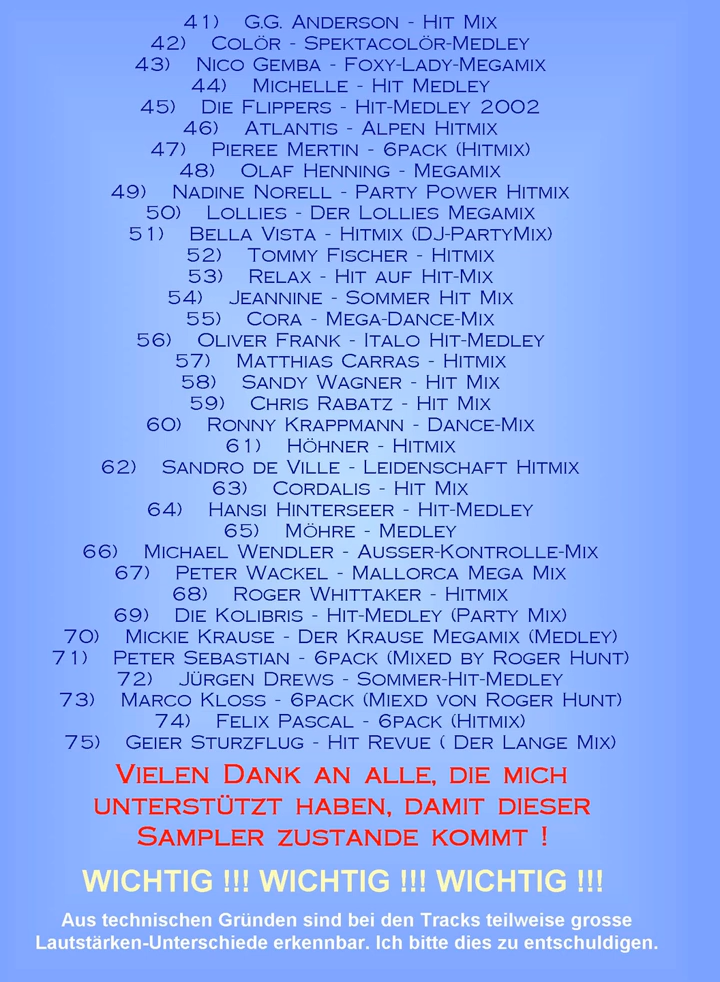 41) G.G. Anderson - Hit Mix
42) Colör - Spektacolör-Medley
43) Nico Gemba - Foxy-Lady-Megamix
44) Michelle - Hit Medley
45) Die Flippers - Hit-Medley 2002
46) Atlantis - Alpen Hitmix
47) Pieree Mertin - 6pack (Hitmix)
48) Olaf Henning - Megamix
49) Nadine Norell - Party Power Hitmix
50) Lollies - Der Lollies Megamix
51) Bella Vista - Hitmix (DJ-PartyMix)
52) Tommy Fischer - Hitmix
53) Relax - Hit auf Hit-Mix
54) Jeannine - Sommer Hit Mix
55) Cora - Mega-Dance-Mix
56) Oliver Frank - Italo Hit-Medley
57) Matthias Carras - Hitmix
58) Sandy Wagner - Hit Mix
59) Chris Rabatz - Hit Mix
60) Ronny Krappmann - Dance-Mix
61) Höhner - Hitmix
62) Sandro de Ville - Leidenschaft Hitmix
63) Cordalis - Hit Mix
64) Hansi Hinterseer - Hit-Medley
65) Möhre - Medley
66) Michael Wendler - Ausser-Kontrolle-Mix
67) Peter Wackel - Mallorca Mega Mix
68) Roger Whittaker - Hitmix
69) Die Kolibris - Hit-Medley (Party Mix)
70) Mickie Krause - Der Krause Megamix (Medley)
71) Peter Sebastian - 6pack (Mixed by Roger Hunt)
72) Jürgen Drews - Sommer-Hit-Medley
73) Marco Kloss - 6pack (Miexd von Roger Hunt)
74) Felix Pascal - 6pack (Hitmix)
75) Geier Sturzflug - Hit Revue ( Der Lange Mix)
Vielen Dank an alle, die mich
unterstützt haben, damit dieser
Sampler zustande kommt !
WICHTIG !!! WICHTIG !!! WICHTIG !!!
Aus technischen Gründen sind bei den Tracks teilweise grosse
Lautstärken-Unterschiede erkennbar. Ich bitte dies zu entschuldigen.